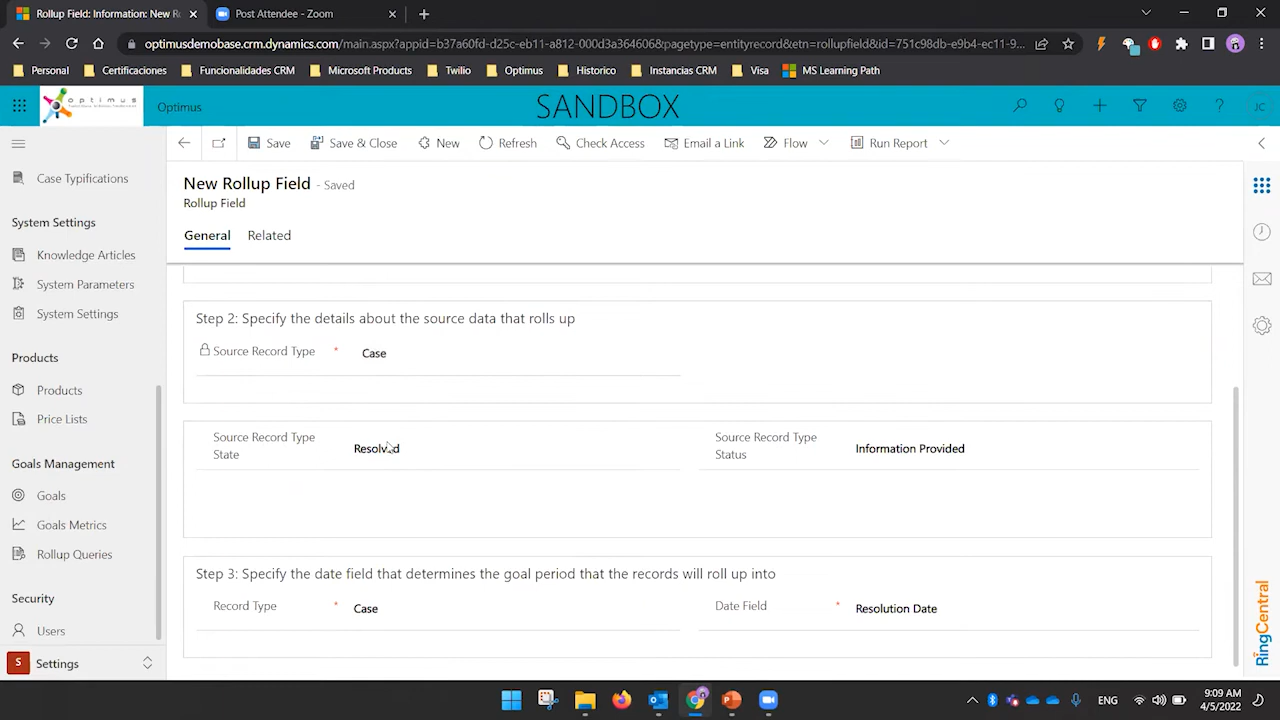 Rollup Field: Information: New Ro
Post Attendee - Zoom
optimusdemobase.crm.dynamics.com/main.aspx?appid=b37a60fd-d25c-eb11-a812-000d3a364606&pagetype=entityrecord&etn=rollupfield&id=751c98db-e9b4-ec11-9...
Personal
Certificaciones
Funcionalidades CRM
Microsoft Products
Twilio
Optimus
Historico
Instancias CRM
Visa
MS Learning Path
optimus
Optimus
SANDBOX
JC
Save
Save & Close
New
Refresh
Check Access
Email a Link
Flow
Run Report
Case Typifications
System Settings
Knowledge Articles
System Parameters
System Settings
Products
Products
Price Lists
Goals Management
Goals
Goals Metrics
Rollup Queries
Security
Users
S Settings
New Rollup Field - Saved
Rollup Field
General
Related
Step 2: Specify the details about the source data that rolls up
Source Record Type * Case
Source Record Type
State
Resolved
Source Record Type
Status
Information Provided
Step 3: Specify the date field that determines the goal period that the records will roll up into
Record Type * Case
Date Field * Resolution Date
RingCentral
ENG
9:09 AM
4/5/2022